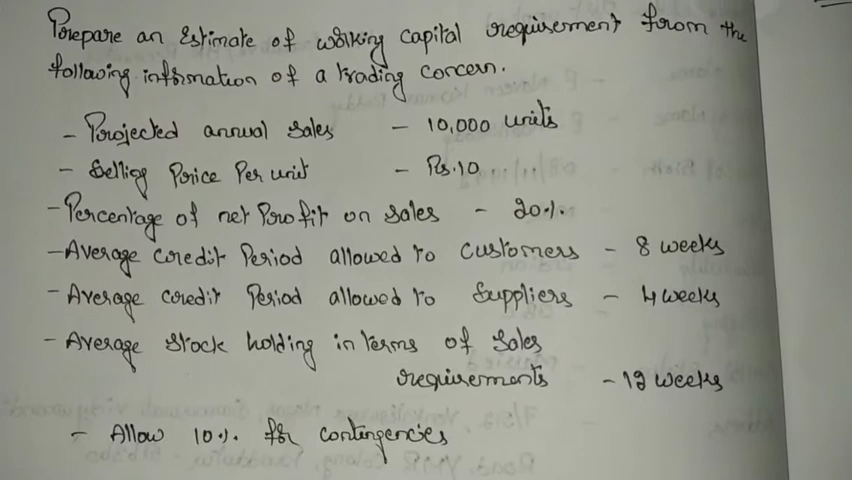 Prepare an Estimate of working capital requirement from the
following information of a trading concern.
- Projected annual sales - 10,000 units
- Selling Price Per unit - Rs.10
- Percentage of net Profit on sales - 20%.
- Average credit Period allowed to customers - 8 weeks
- Average credit Period allowed to Suppliers - 4 weeks
- Average stock holding in terms of sales
requirements - 12 weeks
- Allow 10% for contingencies